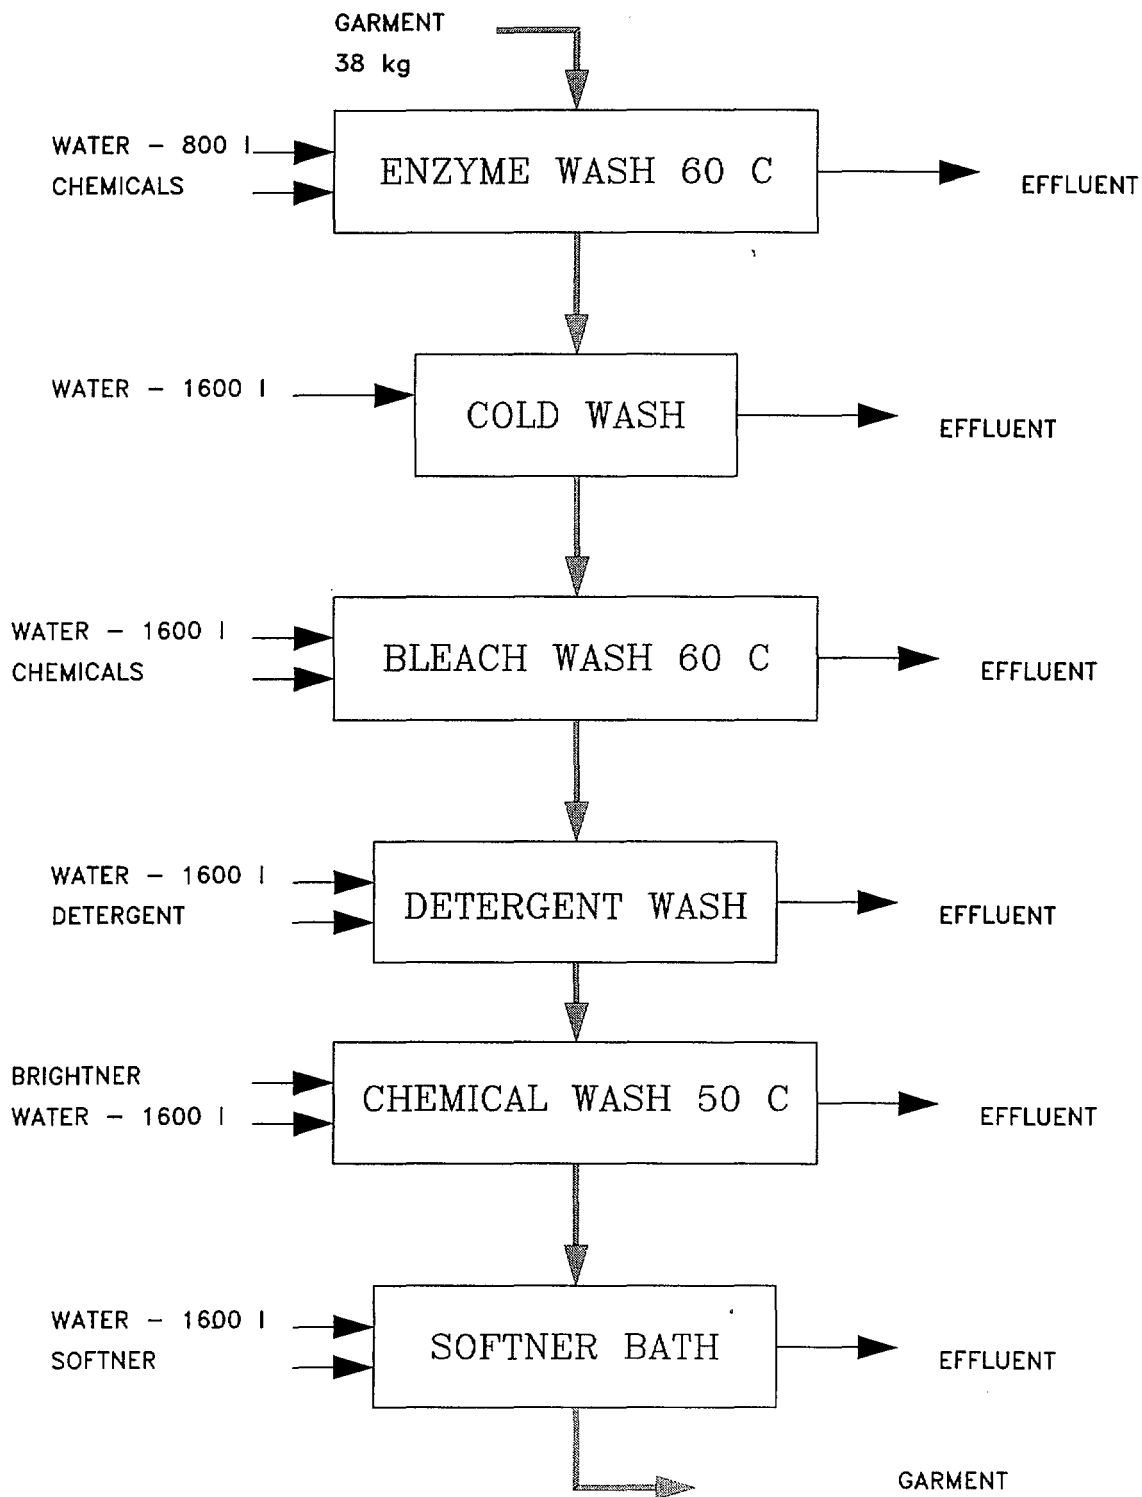 GARMENT
38 kg
WATER - 800 l
CHEMICALS
ENZYME WASH 60 C
EFFLUENT
WATER - 1600 l
COLD WASH
EFFLUENT
WATER - 1600 l
CHEMICALS
BLEACH WASH 60 C
EFFLUENT
WATER - 1600 l
DETERGENT
DETERGENT WASH
EFFLUENT
BRIGHTNER
WATER - 1600 l
CHEMICAL WASH 50 C
EFFLUENT
WATER - 1600 l
SOFTNER
SOFTNER BATH
EFFLUENT
GARMENT